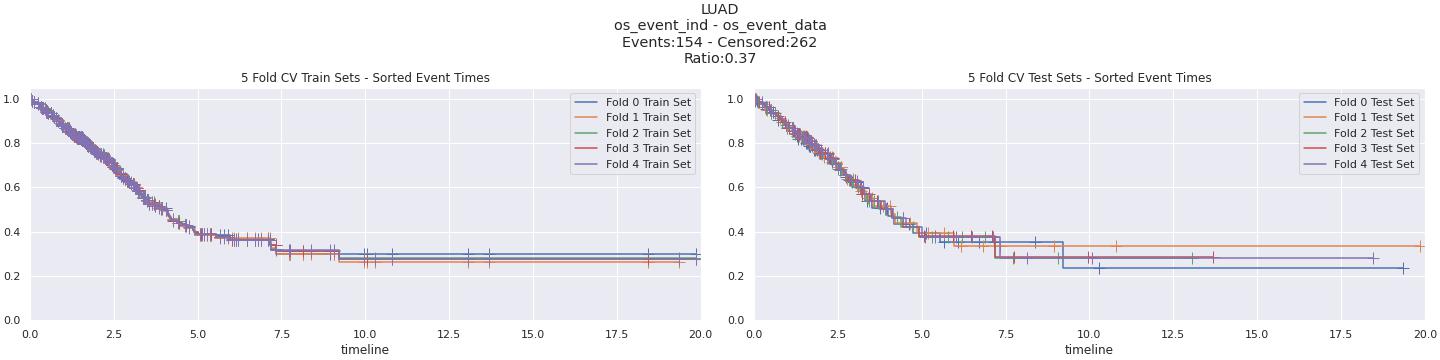 LUAD
os_event_ind - os_event_data
Events:154 - Censored:262
Ratio:0.37
5 Fold CV Train Sets - Sorted Event Times
1.0
0.8
0.6
0.4
0.2
0.0
0.0 2.5 5.0 7.5 10.0 12.5 15.0 17.5 20.0
timeline
Fold 0 Train Set
Fold 1 Train Set
Fold 2 Train Set
Fold 3 Train Set
Fold 4 Train Set
5 Fold CV Test Sets - Sorted Event Times
1.0
0.8
0.6
0.4
0.2
0.0
0.0 2.5 5.0 7.5 10.0 12.5 15.0 17.5 20.0
timeline
Fold 0 Test Set
Fold 1 Test Set
Fold 2 Test Set
Fold 3 Test Set
Fold 4 Test Set